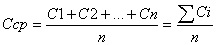 Cср = (C1 + C2 + ... + Cn) / n = ∑Ci / n